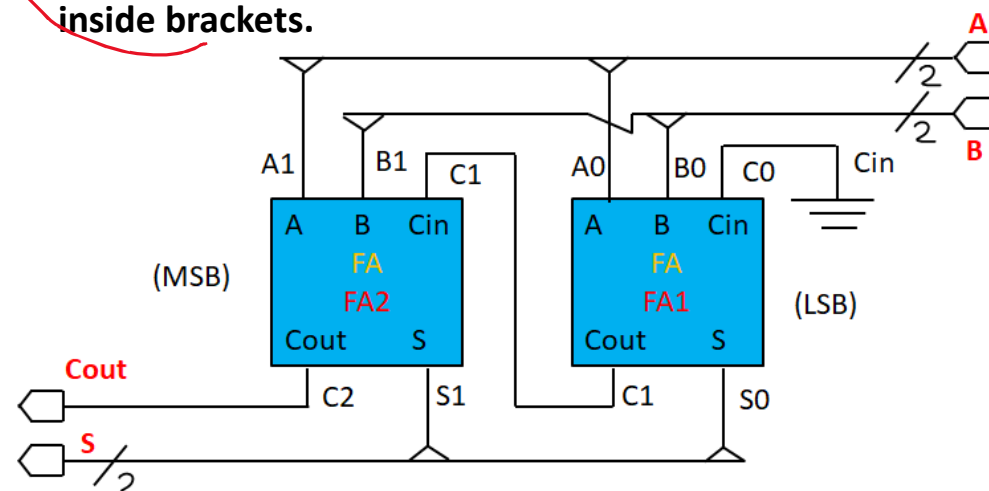 inside brackets.
A
2
2
B
A1
B1
C1
A0
B0
C0
Cin
A B Cin
FA
FA2
Cout S
(MSB)
A B Cin
FA
FA1
Cout S
(LSB)
Cout
C2
S1
C1
S0
S
2